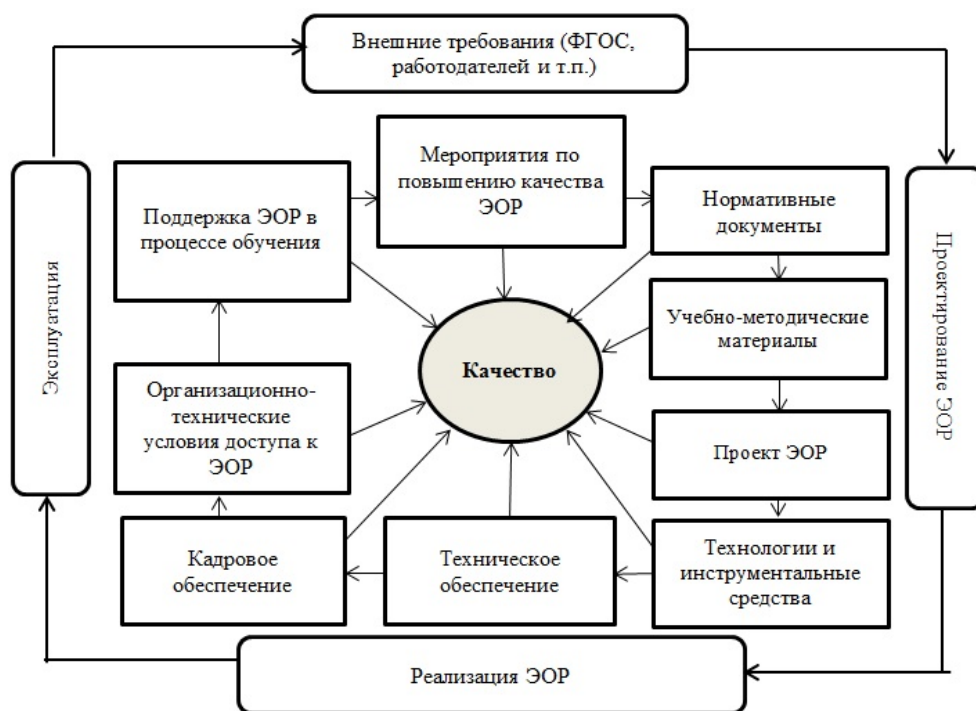 Внешние требования (ФГОС,
работодателей и т.п.)
Мероприятия по
повышению качества
ЭОР
Поддержка ЭОР в
процессе обучения
Нормативные
документы
Эксплуатация
Проектирование ЭОР
Учебно-методические
материалы
Качество
Организационно-
технические
условия доступа к
ЭОР
Проект ЭОР
Кадровое
обеспечение
Техническое
обеспечение
Технологии и
инструментальные
средства
Реализация ЭОР